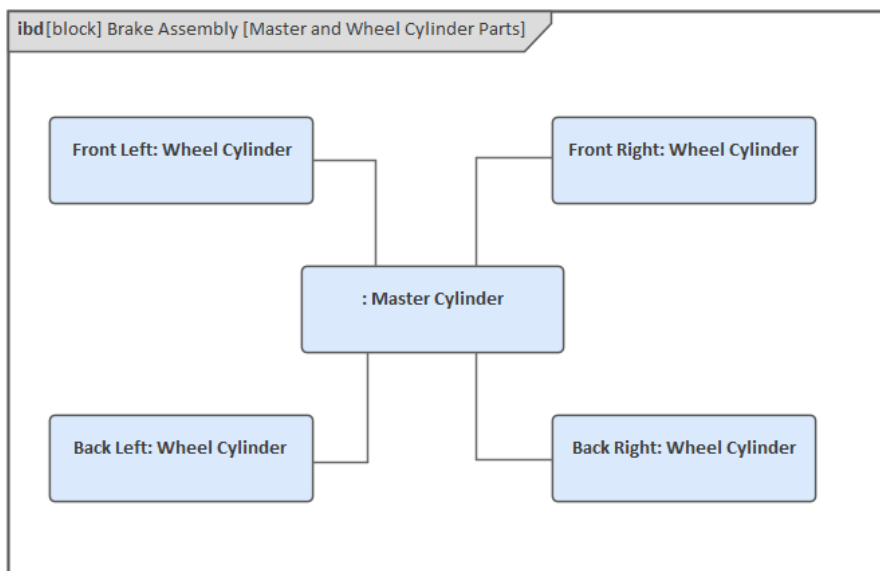 ibd[block] Brake Assembly [Master and Wheel Cylinder Parts]
Front Left: Wheel Cylinder
Front Right: Wheel Cylinder
: Master Cylinder
Back Left: Wheel Cylinder
Back Right: Wheel Cylinder